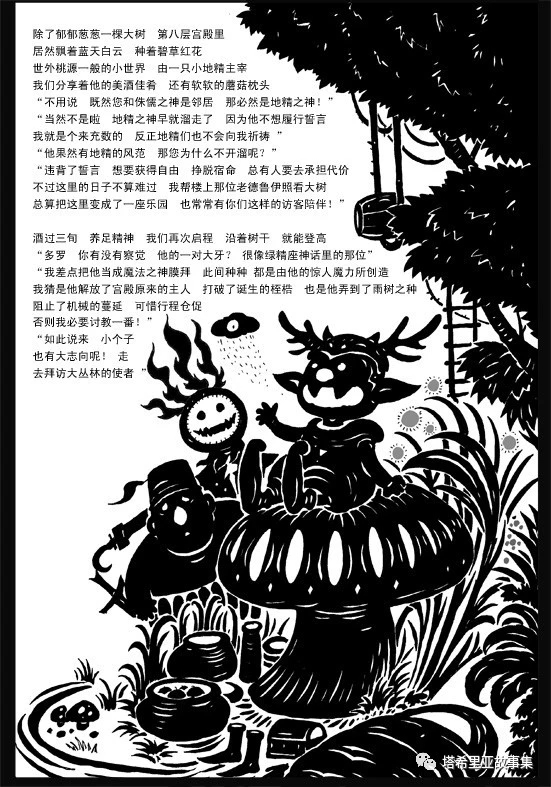 除了郁郁葱葱一棵大树　第八层宫殿里
居然飘着蓝天白云　种着碧草红花
世外桃源一般的小世界　由一只小地精主宰
我们分享着他的美酒佳肴　还有软软的蘑菇枕头
“不用说　既然您和侏儒之神是邻居　那必然是地精之神！”
“当然不是啦　地精之神早就溜走了　因为他不想履行誓言
我就是个来充数的　反正地精们也不会向我祈祷 ”
“他果然有地精的风范　那您为什么不开溜呢？”
“违背了誓言　想要获得自由　挣脱宿命　总有人要去承担代价
不过这里的日子不算难过　我帮楼上那位老德鲁伊照看大树
总算把这里变成了一座乐园　也常常有你们这样的访客陪伴！”
酒过三旬　养足精神　我们再次启程　沿着树干　就能登高
“多罗　你有没有察觉　他的一对大牙？ 很像绿精座神话里的那位”
“我差点把他当成魔法之神膜拜　此间种种 都是由他的惊人魔力所创造
我猜是他解放了宫殿原来的主人　打破了诞生的桎梏　也是他弄到了雨树之种
阻止了机械的蔓延　可惜行程仓促
否则我必要讨教一番！”
“如此说来　小个子
也有大志向呢！ 走
去拜访大丛林的使者 ”
塔希里亚故事集